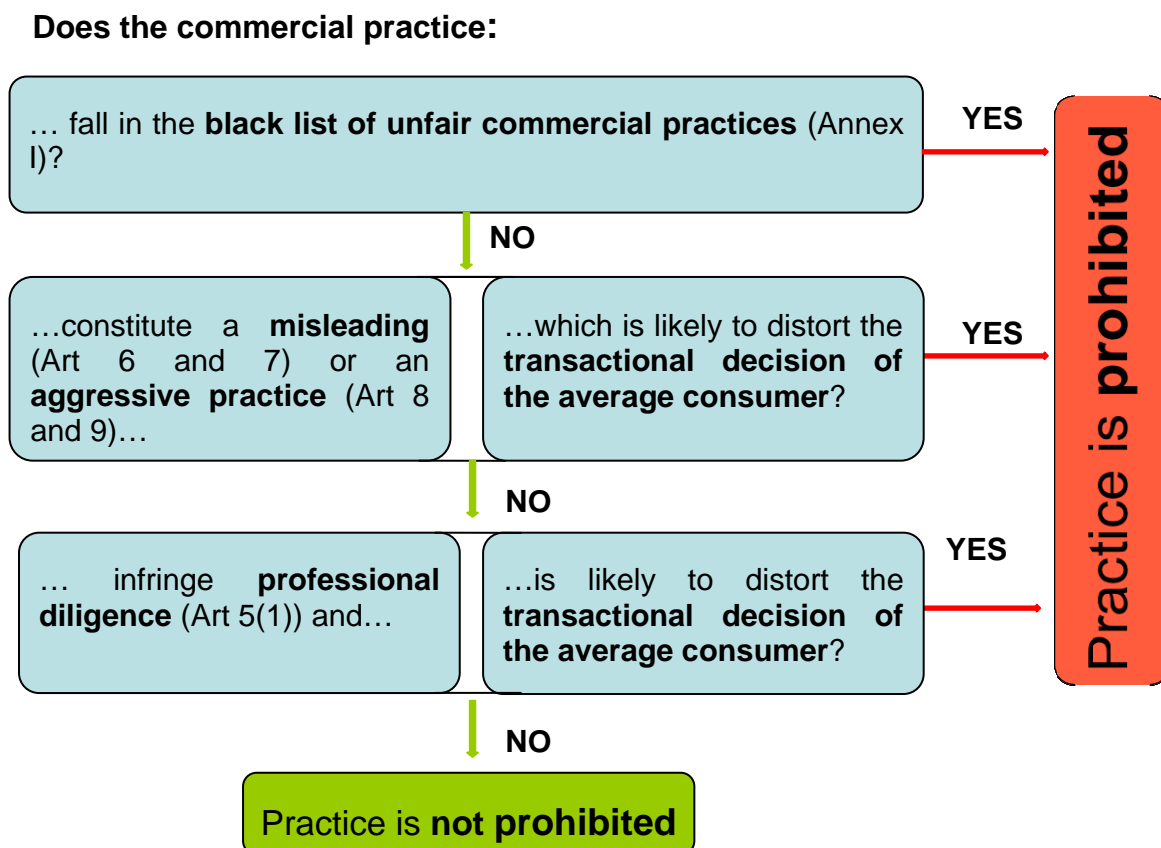 Does the commercial practice:
… fall in the black list of unfair commercial practices (Annex
I)?
YES
NO
…constitute a misleading
(Art 6 and 7) or an
aggressive practice (Art 8
and 9)…
…which is likely to distort the
transactional decision of
the average consumer?
YES
NO
… infringe professional
diligence (Art 5(1)) and…
…is likely to distort the
transactional decision of
the average consumer?
YES
NO
Practice is not prohibited
Practice is prohibited